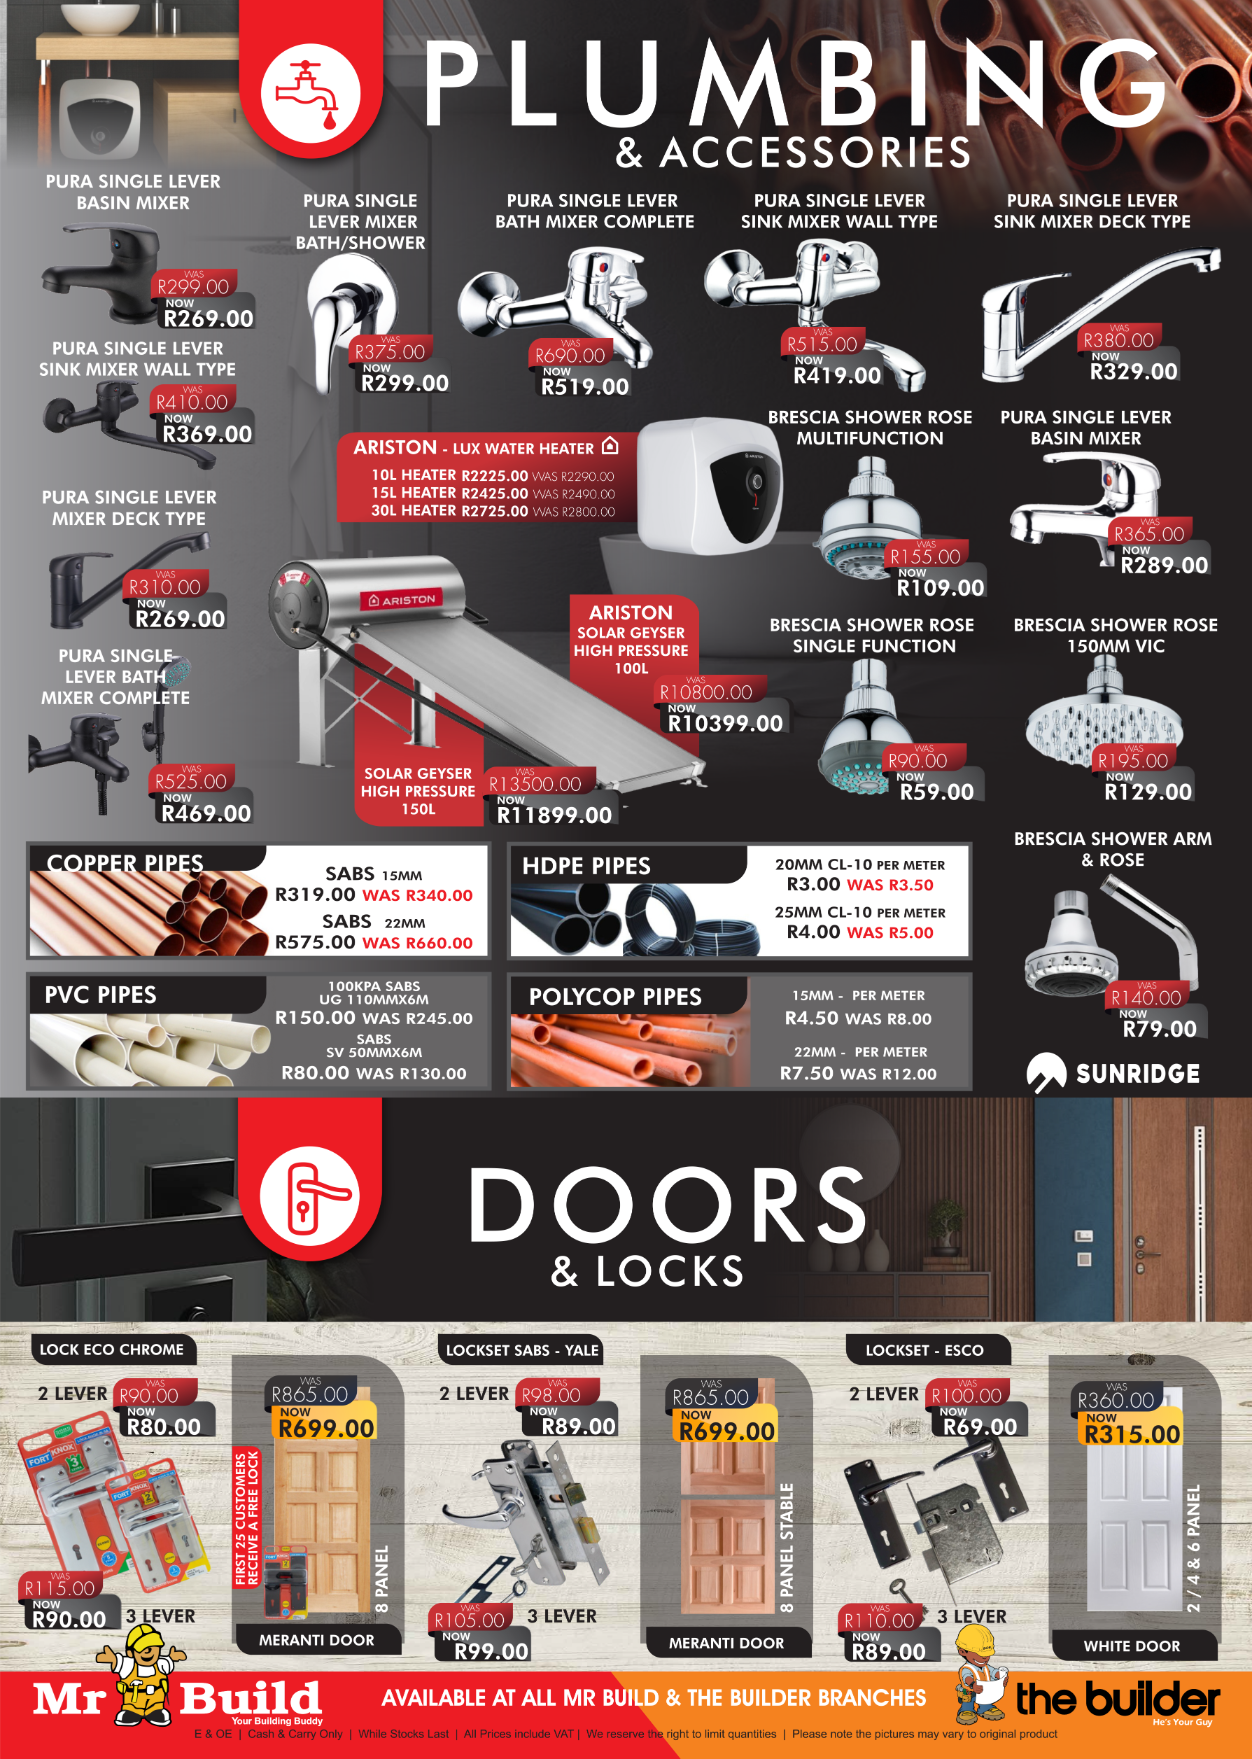 PLUMBING
& ACCESSORIES
PURA SINGLE LEVER
BASIN MIXER
WAS
R299.00
NOW
R269.00
PURA SINGLE
LEVER MIXER
BATH/SHOWER
WAS
R375.00
NOW
R299.00
PURA SINGLE LEVER
BATH MIXER COMPLETE
WAS
R690.00
NOW
R519.00
PURA SINGLE LEVER
SINK MIXER WALL TYPE
WAS
R515.00
NOW
R419.00
PURA SINGLE LEVER
SINK MIXER DECK TYPE
WAS
R380.00
NOW
R329.00
PURA SINGLE LEVER
SINK MIXER WALL TYPE
WAS
R410.00
NOW
R369.00
ARISTON - LUX WATER HEATER
10L HEATER R2225.00 WAS R2290.00
15L HEATER R2425.00 WAS R2490.00
30L HEATER R2725.00 WAS R2800.00
BRESCIA SHOWER ROSE
MULTIFUNCTION
WAS
R155.00
NOW
R109.00
PURA SINGLE LEVER
BASIN MIXER
WAS
R365.00
NOW
R289.00
PURA SINGLE LEVER
MIXER DECK TYPE
WAS
R310.00
NOW
R269.00
ARISTON
ARISTON
SOLAR GEYSER
HIGH PRESSURE
100L
WAS
R10800.00
NOW
R10399.00
BRESCIA SHOWER ROSE
SINGLE FUNCTION
WAS
R90.00
NOW
R59.00
BRESCIA SHOWER ROSE
150MM VIC
WAS
R195.00
NOW
R129.00
PURA SINGLE
LEVER BATH
MIXER COMPLETE
WAS
R525.00
NOW
R469.00
SOLAR GEYSER
HIGH PRESSURE
150L
WAS
R13500.00
NOW
R11899.00
COPPER PIPES
SABS 15MM
R319.00 WAS R340.00
SABS 22MM
R575.00 WAS R660.00
HDPE PIPES
20MM CL-10 PER METER
R3.00 WAS R3.50
25MM CL-10 PER METER
R4.00 WAS R5.00
BRESCIA SHOWER ARM
& ROSE
WAS
R140.00
NOW
R79.00
PVC PIPES
100KPA SABS
UG 110MMX6M
R150.00 WAS R245.00
SABS
SV 50MMX6M
R80.00 WAS R130.00
POLYCOP PIPES
15MM - PER METER
R4.50 WAS R8.00
22MM - PER METER
R7.50 WAS R12.00
SUNRIDGE
DOORS
& LOCKS
LOCK ECO CHROME
2 LEVER
WAS
R90.00
NOW
R80.00
FORT KNOX
3
FORT KNOX
2
WAS
R115.00
NOW
R90.00
3 LEVER
WAS
R865.00
NOW
R699.00
FIRST 25 CUSTOMERS
RECEIVE A FREE LOCK
8 PANEL
MERANTI DOOR
LOCKSET SABS - YALE
2 LEVER
WAS
R98.00
NOW
R89.00
WAS
R105.00
NOW
R99.00
3 LEVER
WAS
R865.00
NOW
R699.00
8 PANEL STABLE
MERANTI DOOR
LOCKSET - ESCO
2 LEVER
WAS
R100.00
NOW
R69.00
WAS
R110.00
NOW
R89.00
3 LEVER
WAS
R360.00
NOW
R315.00
2 / 4 & 6 PANEL
WHITE DOOR
Mr Build
Your Building Buddy
AVAILABLE AT ALL MR BUILD & THE BUILDER BRANCHES
the builder
He's Your Guy
E & OE | Cash & Carry Only | While Stocks Last | All Prices include VAT | We reserve the right to limit quantities | Please note the pictures may vary to original product